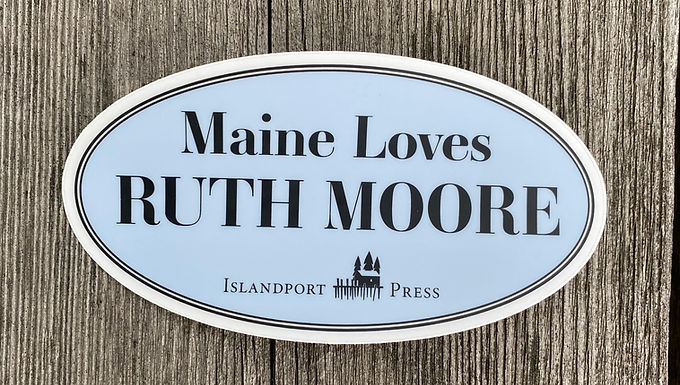 Maine Loves
RUTH MOORE
ISLANDPORT PRESS